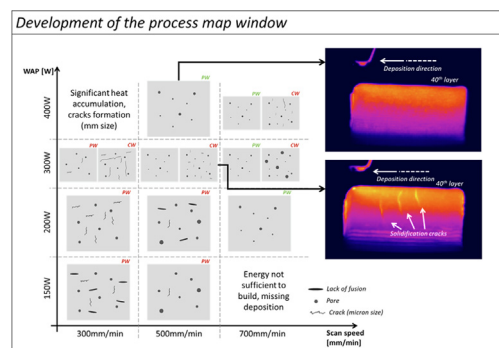 Development of the process map window
WAP [W]
400W
300W
200W
150W
Significant heat
accumulation,
cracks formation
(mm size)
PW
PW
CW
PW
CW
PW
CW
PW
CW
PW
PW
PW
PW
PW
Energy not
sufficient to
build, missing
deposition
300mm/min
500mm/min
700mm/min
Scan speed
[mm/min]
Lack of fusion
Pore
Crack (micron size)
Deposition direction
40th layer
Deposition direction
40th layer
Solidification cracks